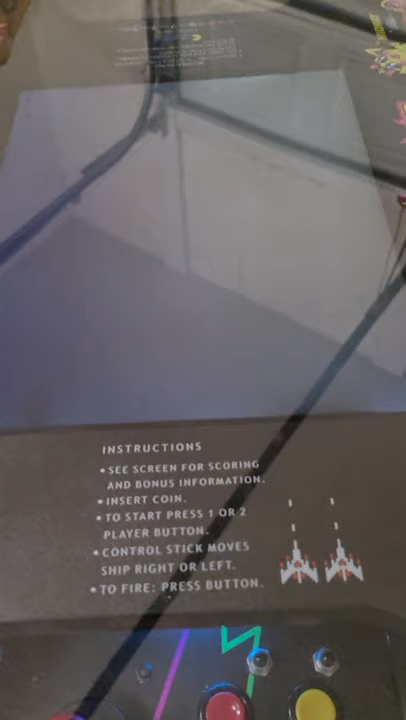 INSTRUCTIONS
• SEE SCREEN FOR SCORING
AND BONUS INFORMATION.
• INSERT COIN.
• TO START PRESS 1 OR 2
PLAYER BUTTON.
• CONTROL STICK MOVES
SHIP RIGHT OR LEFT.
• TO FIRE: PRESS BUTTON.